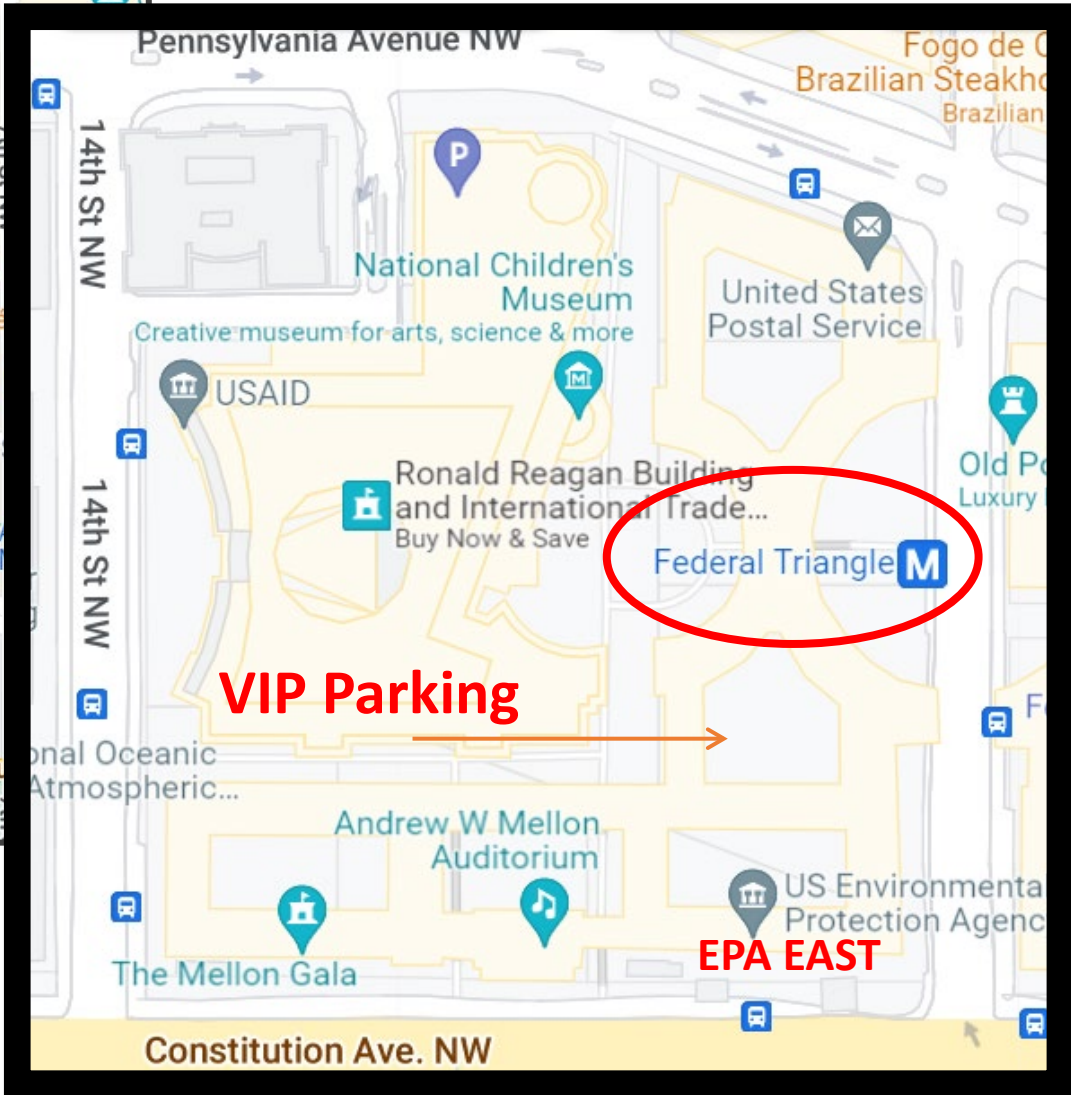 Pennsylvania Avenue NW
Fogo de C
Brazilian Steakho
Brazilian
14th St NW
P
National Children's
Museum
Creative museum for arts, science & more
United States
Postal Service
USAID
Ronald Reagan Building
and International Trade...
Buy Now & Save
Old Po
Luxury
Federal Triangle M
14th St NW
VIP Parking
F
onal Oceanic
Atmospheric...
Andrew W Mellon
Auditorium
US Environmenta
Protection Agenc
EPA EAST
The Mellon Gala
Constitution Ave. NW